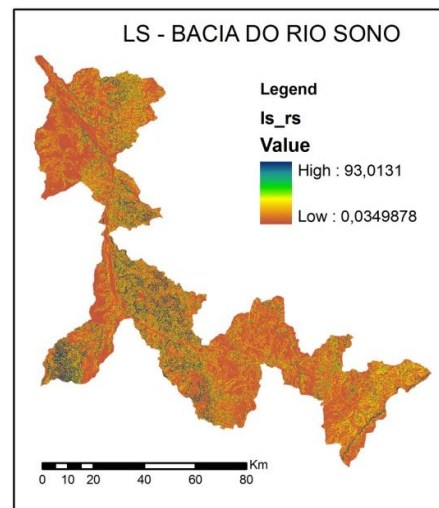 LS - BACIA DO RIO SONO
Legend
ls_rs
Value
High : 93,0131
Low : 0,0349878
Km
0 10 20 40 60 80